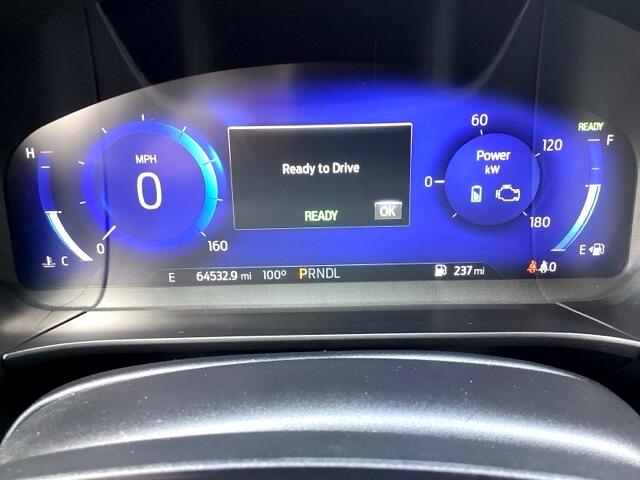 H
MPH
0
0
160
C
Ready to Drive
READY
OK
60
120
0
180
Power
kW
READY
F
E
E 64532.9 mi 100° PRNDL 237 mi
0